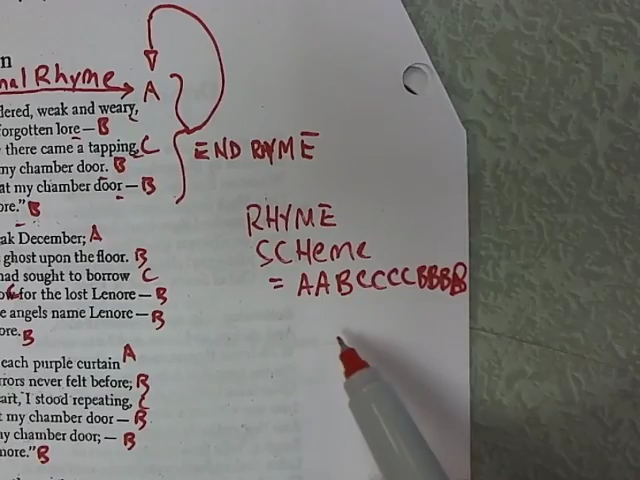 n
nal Rhyme A
dered, weak and weary,
forgotten lore— B
there came a tapping, C
my chamber door. B
at my chamber door— B
ore." B
END RHYME
RHYME
SCHEME
= AABCCCCBBBB
ak December; A
ghost upon the floor. B
had sought to borrow C
for the lost Lenore— B
e angels name Lenore— B
ore. B
each purple curtain A
rrors never felt before; B
art, I stood repeating, C
t my chamber door— B
ny chamber door;— B
more." B